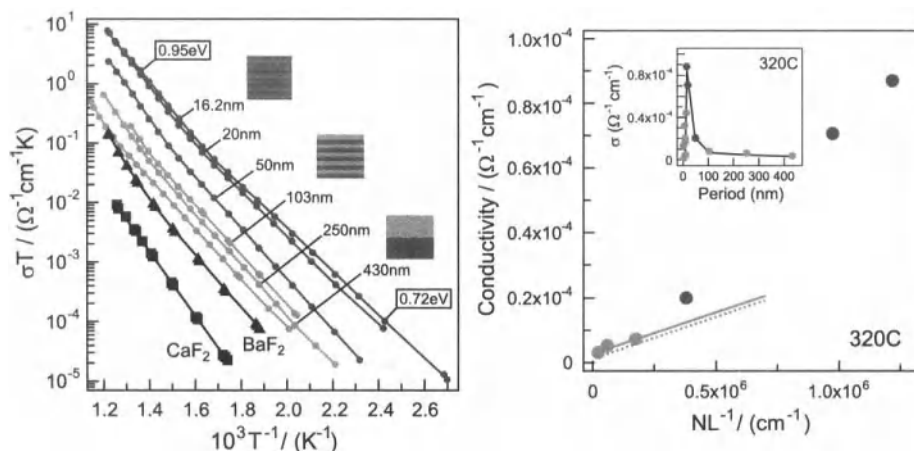 σT / (Ω⁻¹cm⁻¹K)
10¹
10⁰
10⁻¹
10⁻²
10⁻³
10⁻⁴
10⁻⁵
0.95eV
16.2nm
20nm
50nm
103nm
250nm
430nm
0.72eV
CaF₂
BaF₂
1.2 1.4 1.6 1.8 2.0 2.2 2.4 2.6
10³T⁻¹/ (K⁻¹)
Conductivity / (Ω⁻¹ cm⁻¹)
1.0x10⁻⁴
0.8x10⁻⁴
0.6x10⁻⁴
0.4x10⁻⁴
0.2x10⁻⁴
0
320C
σ (Ω⁻¹ cm⁻¹)
0.8x10⁻⁴
0.4x10⁻⁴
0 100 200 300 400
Period (nm)
320C
0 0.5x10⁶ 1.0x10⁶
NL⁻¹/ (cm⁻¹)